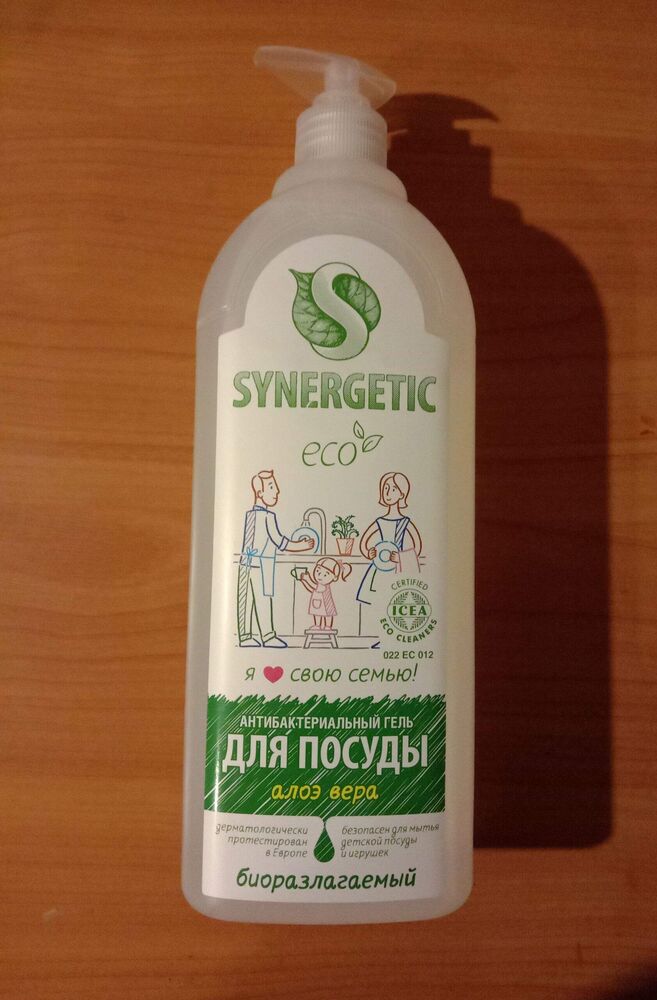 SYNERGETIC
eco
CERTIFIED
ICEA
ECO CLEANERS
022 EC 012
я свою семью!
АНТИБАКТЕРИАЛЬНЫЙ ГЕЛЬ
ДЛЯ ПОСУДЫ
алоэ вера
дерматологически
протестирован
в Европе
безопасен для мытья
детской посуды
и игрушек
биоразлагаемый